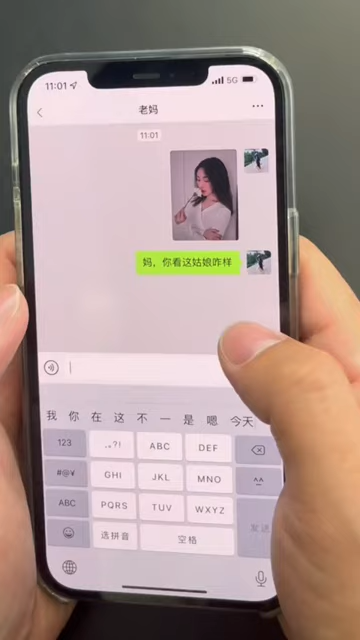 11:01 5G
老妈
11:01
妈，你看这姑娘咋样
我 你 在 这 不 一 是 嗯 今天
123 ,。?! ABC DEF
#@¥ GHI JKL MNO ^^
ABC PQRS TUV WXYZ
选拼音 空格 发送